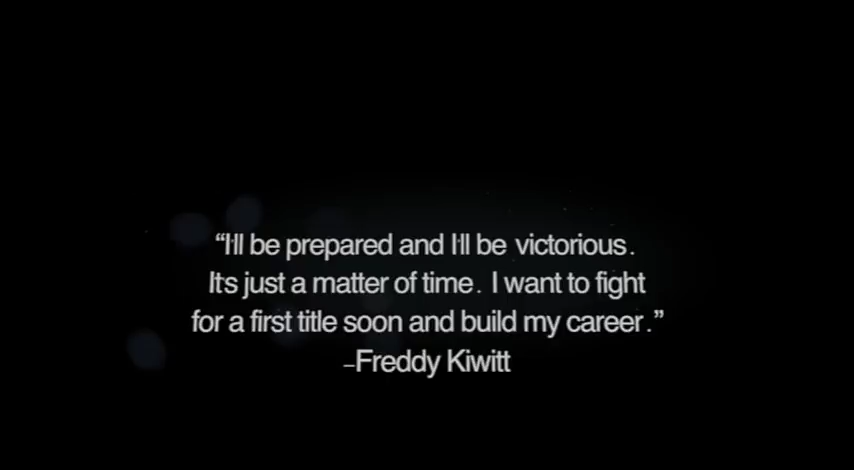 “I'll be prepared and I'll be victorious.
Its just a matter of time. I want to fight
for a first title soon and build my career.”
–Freddy Kiwitt